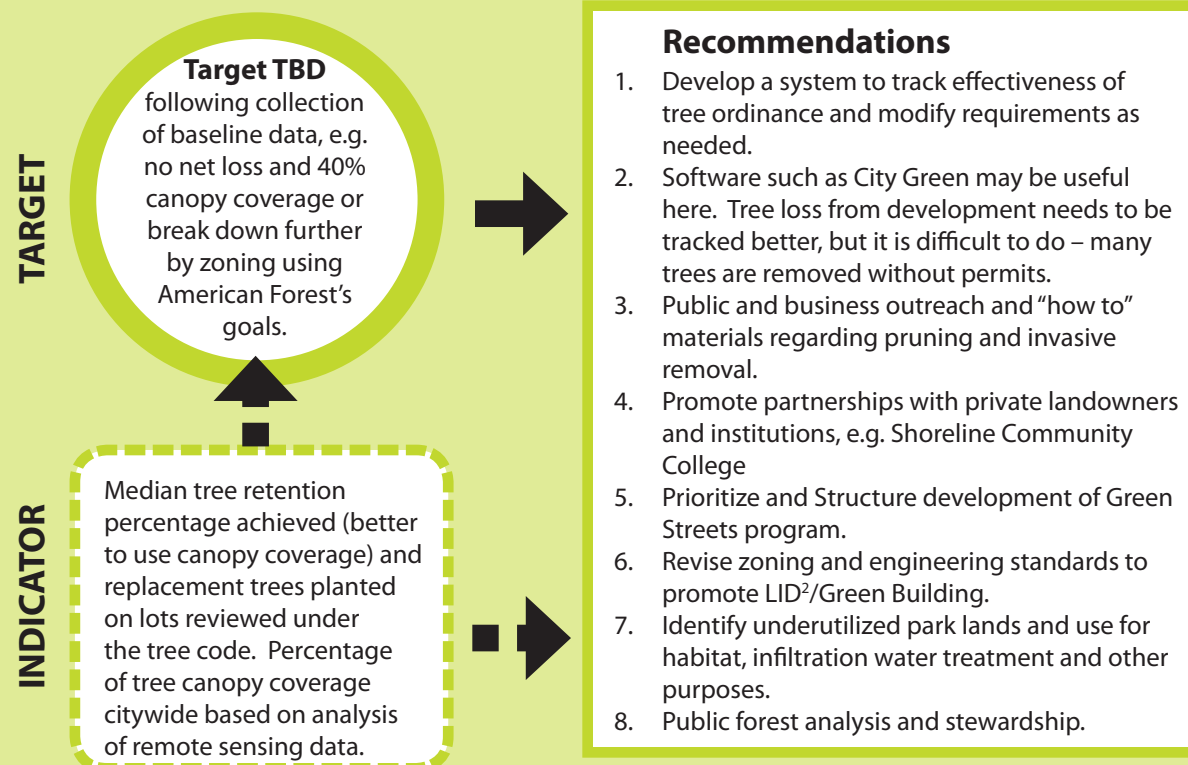 TARGET
Target TBD
following collection
of baseline data, e.g.
no net loss and 40%
canopy coverage or
break down further
by zoning using
American Forest's
goals.
INDICATOR
Median tree retention
percentage achieved (better
to use canopy coverage) and
replacement trees planted
on lots reviewed under
the tree code.  Percentage
of tree canopy coverage
citywide based on analysis
of remote sensing data.
Recommendations
1. Develop a system to track effectiveness of
tree ordinance and modify requirements as
needed.
2. Software such as City Green may be useful
here.  Tree loss from development needs to be
tracked better, but it is difficult to do – many
trees are removed without permits.
3. Public and business outreach and “how to”
materials regarding pruning and invasive
removal.
4. Promote partnerships with private landowners
and institutions, e.g. Shoreline Community
College
5. Prioritize and Structure development of Green
Streets program.
6. Revise zoning and engineering standards to
promote LID²/Green Building.
7. Identify underutilized park lands and use for
habitat, infiltration water treatment and other
purposes.
8. Public forest analysis and stewardship.